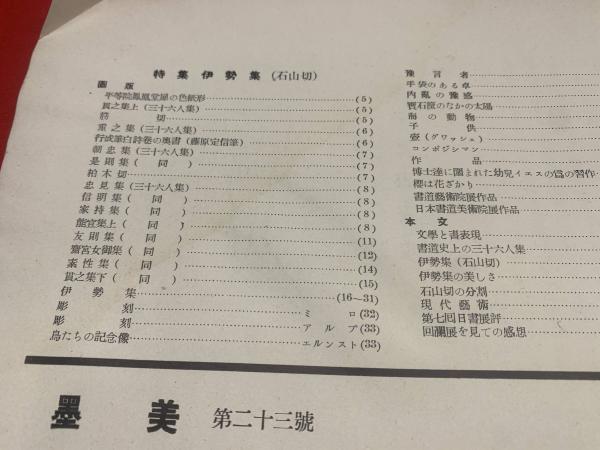 特集伊勢集（石山切）
圖版
平等院鳳凰堂扉の色紙形……(5)
貫之集上（三十六人集）……(5)
筋切……(5)
重之集（三十六人集）……(6)
行成筆白詩卷の奥書（藤原定信筆）……(6)
朝忠集（三十六人集）……(7)
是則集（同）……(7)
柏木切……(7)
忠見集（三十六人集）……(8)
信明集（同）……(8)
家持集（同）……(8)
能宣集上（同）……(8)
友則集（同）……(11)
齋宮女御集（同）……(12)
素性集（同）……(14)
貫之集下（同）……(15)
伊勢集……(16〜31)
彫刻……ミロ(32)
彫刻……アルプ(33)
鳥たちの記念像……エルンスト(33)
豫言者……
手袋のある卓……
内亂の豫感……
寶石筐のなかの太陽……
海の動物……
子供……
壺（グワッシュ）……
コンポジシマン……
作品……
博士達に圍まれた幼兒イエスの爲の習作……
櫻は花ざかり……
書道藝術院展作品……
日本書道美術院展作品……
本文
文學と書表現……
書道史上の三十六人集……
伊勢集（石山切）……
伊勢集の美しさ……
石山切の分割……
現代藝術……
第七回日書展評……
回瀾展を見ての感想……
墨美 第二十三號